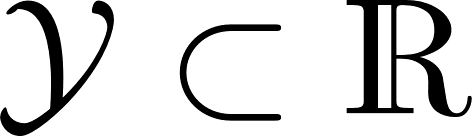 𝒴 ⊂ ℝ